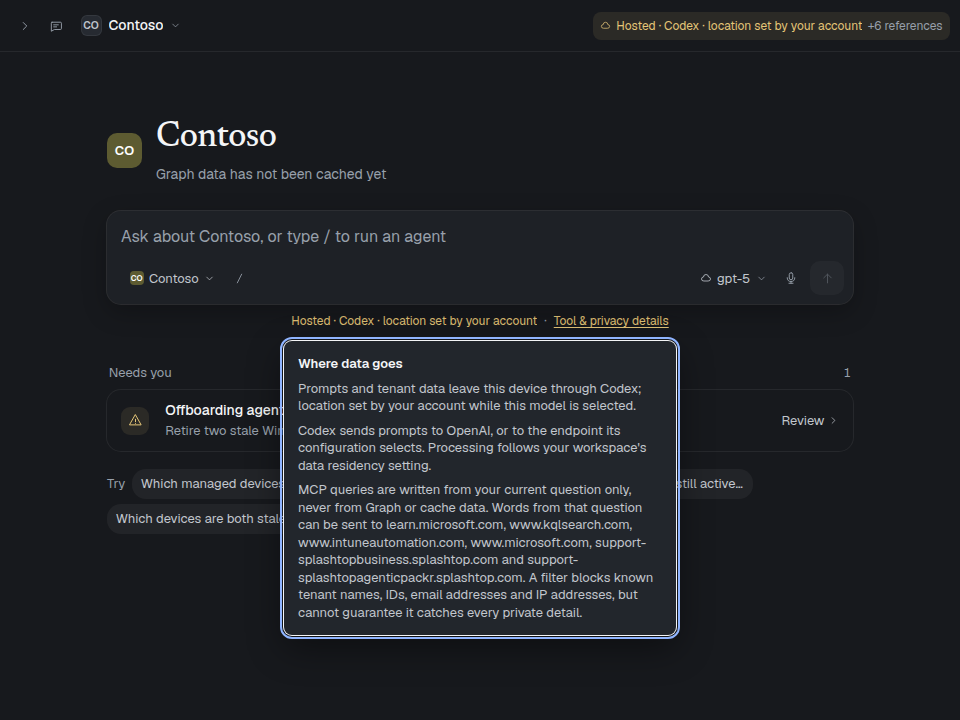 CO Contoso
Hosted · Codex · location set by your account +6 references
CO
Contoso
Graph data has not been cached yet
Ask about Contoso, or type / to run an agent
CO Contoso /
gpt-5
Hosted · Codex · location set by your account · Tool & privacy details
Where data goes
Prompts and tenant data leave this device through Codex;
location set by your account while this model is selected.
Codex sends prompts to OpenAI, or to the endpoint its
configuration selects. Processing follows your workspace's
data residency setting.
MCP queries are written from your current question only,
never from Graph or cache data. Words from that question
can be sent to learn.microsoft.com, www.kqlsearch.com,
www.intuneautomation.com, www.microsoft.com, support-
splashtopbusiness.splashtop.com and support-
splashtopagenticpackr.splashtop.com. A filter blocks known
tenant names, IDs, email addresses and IP addresses, but
cannot guarantee it catches every private detail.
Needs you
1
Offboarding agent
Retire two stale
Review
Try
Which managed devices
still active…
Which devices are both